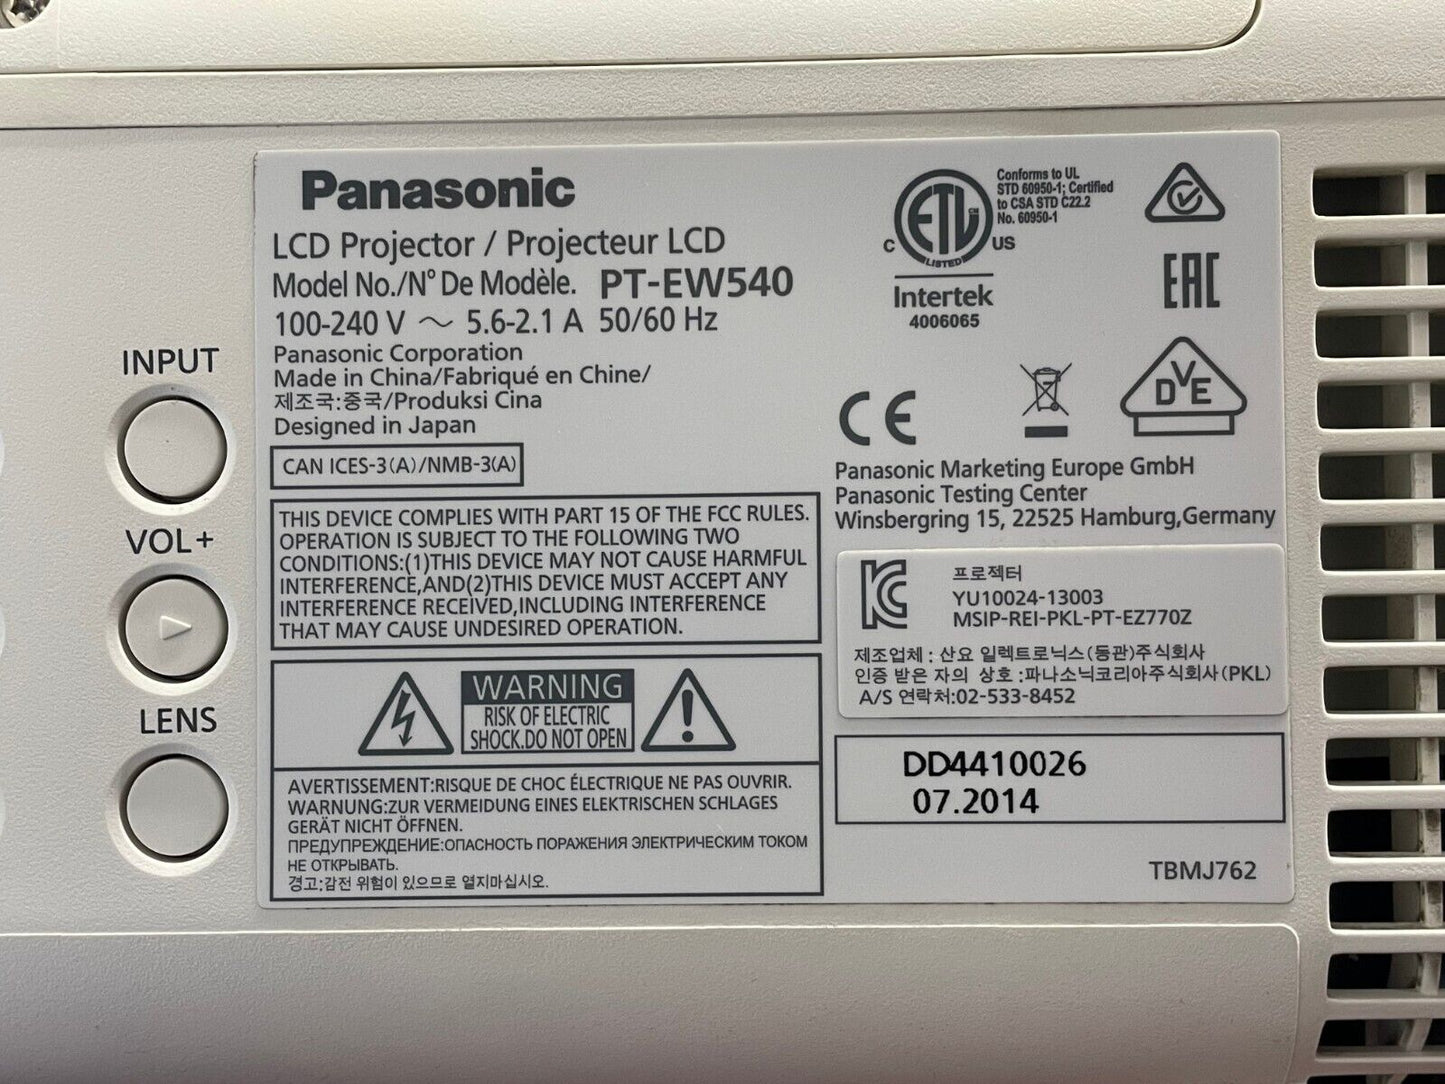 INPUT
VOL+
LENS
Panasonic
LCD Projector / Projecteur LCD
Model No./N° De Modèle. PT-EW540
100-240 V ～ 5.6-2.1 A 50/60 Hz
Panasonic Corporation
Made in China/Fabriqué en Chine/
제조국:중국/Produksi Cina
Designed in Japan
CAN ICES-3(A)/NMB-3(A)
THIS DEVICE COMPLIES WITH PART 15 OF THE FCC RULES.
OPERATION IS SUBJECT TO THE FOLLOWING TWO
CONDITIONS:(1)THIS DEVICE MAY NOT CAUSE HARMFUL
INTERFERENCE,AND(2)THIS DEVICE MUST ACCEPT ANY
INTERFERENCE RECEIVED,INCLUDING INTERFERENCE
THAT MAY CAUSE UNDESIRED OPERATION.
WARNING
RISK OF ELECTRIC
SHOCK.DO NOT OPEN
AVERTISSEMENT:RISQUE DE CHOC ÉLECTRIQUE NE PAS OUVRIR.
WARNUNG:ZUR VERMEIDUNG EINES ELEKTRISCHEN SCHLAGES
GERÄT NICHT ÖFFNEN.
ПРЕДУПРЕЖДЕНИЕ:ОПАСНОСТЬ ПОРАЖЕНИЯ ЭЛЕКТРИЧЕСКИМ ТОКОМ
НЕ ОТКРЫВАТЬ.
경고:감전 위험이 있으므로 열지마십시오.
C ETL CM US
LISTED
Intertek
4006065
Conforms to UL
STD 60950-1; Certified
to CSA STD C22.2
No. 60950-1
EAC
CE
DVE
Panasonic Marketing Europe GmbH
Panasonic Testing Center
Winsbergring 15, 22525 Hamburg,Germany
프로젝터
YU10024-13003
MSIP-REI-PKL-PT-EZ770Z
제조업체 : 산요 일렉트로닉스(동관)주식회사
인증 받은 자의 상호 :파나소닉코리아주식회사(PKL)
A/S 연락처:02-533-8452
DD4410026
07.2014
TBMJ762